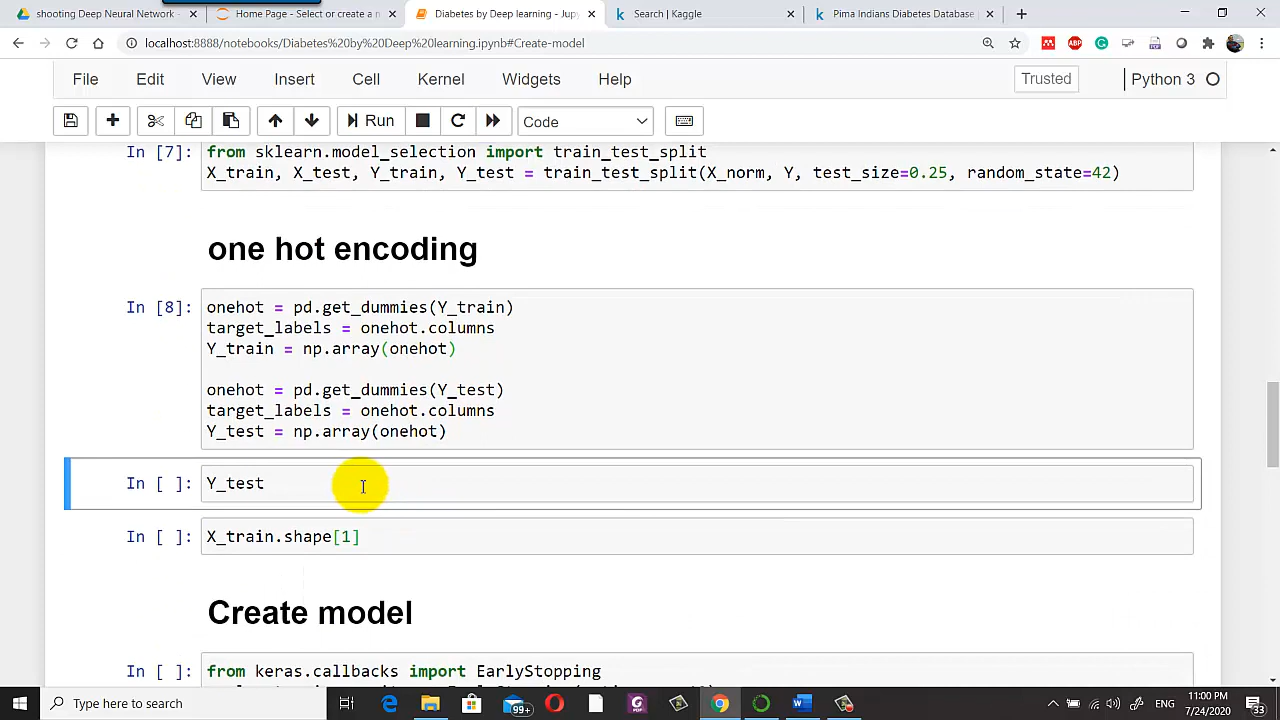 shooting Deep Neural Network -
Home Page - Select or create a n
Diabetes by Deep learning - Jup
Search | Kaggle
Pima Indians Diabetes Database
localhost:8888/notebooks/Diabetes%20by%20Deep%20learning.ipynb#Create-model
ABP
File Edit View Insert Cell Kernel Widgets Help Trusted Python 3
Run Code
In [7]: from sklearn.model_selection import train_test_split
X_train, X_test, Y_train, Y_test = train_test_split(X_norm, Y, test_size=0.25, random_state=42)
one hot encoding
In [8]: onehot = pd.get_dummies(Y_train)
target_labels = onehot.columns
Y_train = np.array(onehot)
onehot = pd.get_dummies(Y_test)
target_labels = onehot.columns
Y_test = np.array(onehot)
In [ ]: Y_test
In [ ]: X_train.shape[1]
Create model
In [ ]: from keras.callbacks import EarlyStopping
Type here to search
99+
ENG
11:00 PM
7/24/2020
33